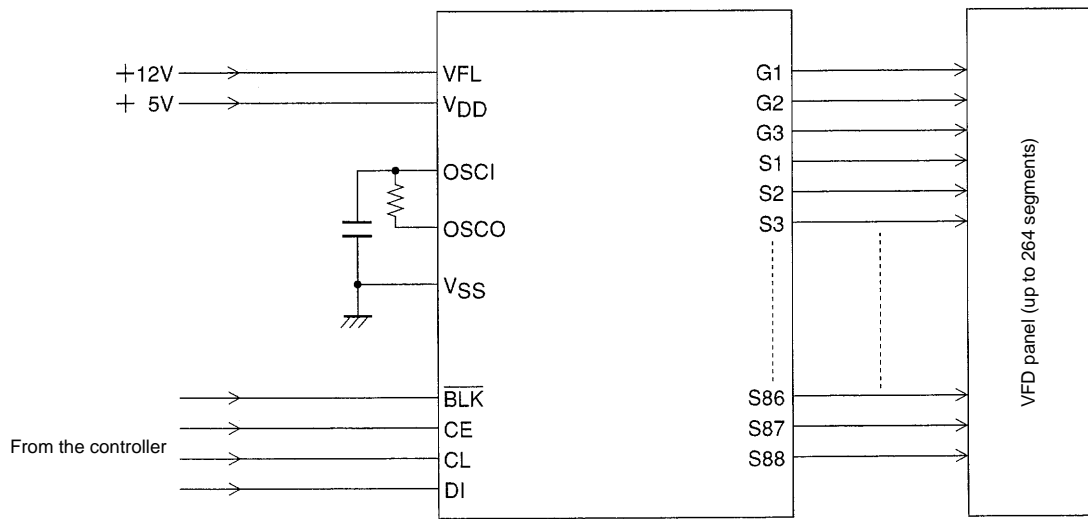 +12V
+ 5V
VFL
VDD
OSCI
OSCO
VSS
BLK
CE
CL
DI
From the controller
G1
G2
G3
S1
S2
S3
S86
S87
S88
VFD panel (up to 264 segments)